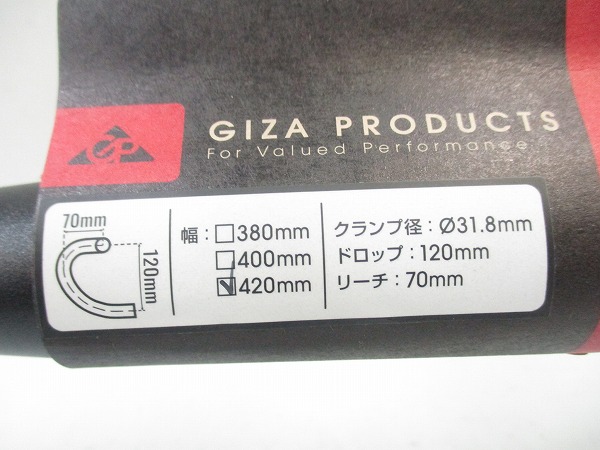 GP
GIZA PRODUCTS
For Valued Performance.
70mm
120mm
幅：□380mm
□400mm
☑420mm
クランプ径：Ø31.8mm
ドロップ：120mm
リーチ：70mm